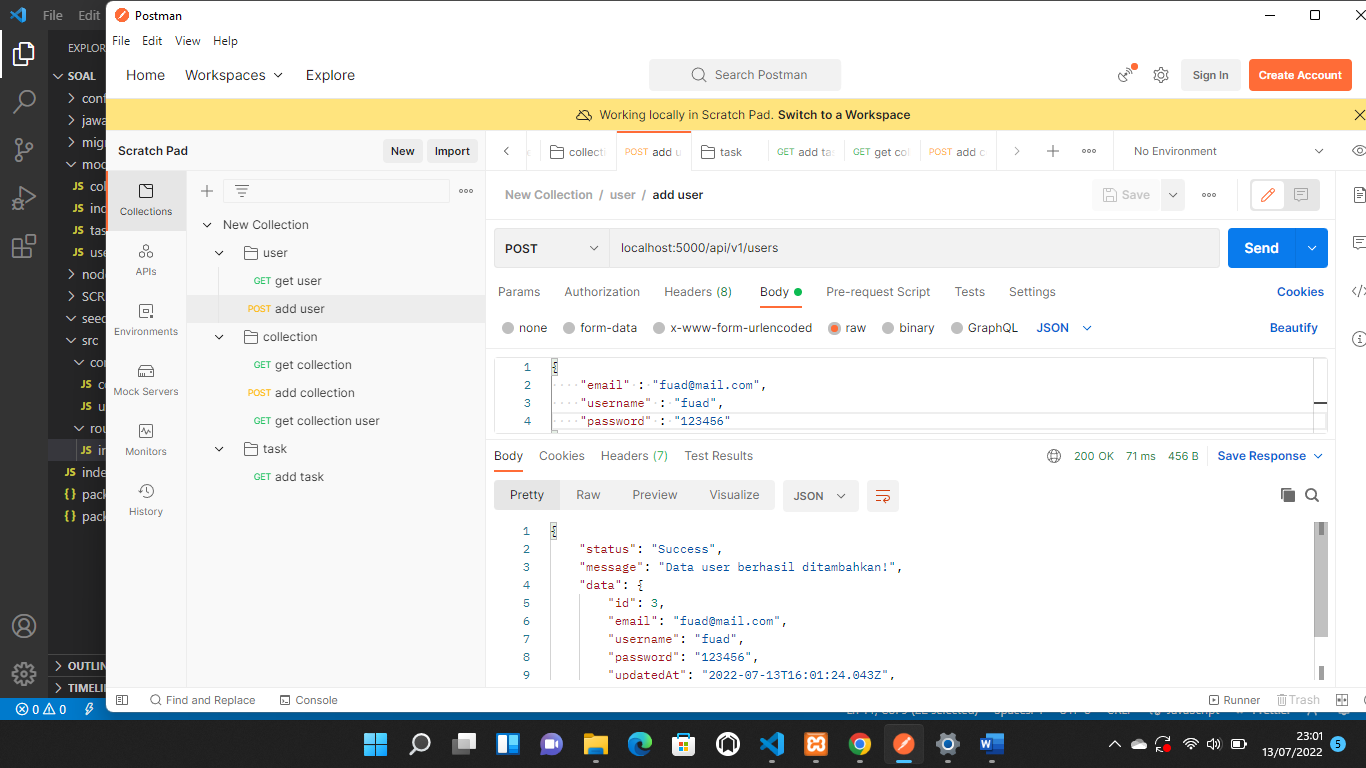 File Edit
Postman
File Edit View Help
EXPLOR
SOAL
conf
jawa
migr
mod
JS col
JS ind
JS tas
JS use
node
SCR
seed
src
con
JS c
JS u
rou
JS in
JS inde
{} pack
{} pack
OUTLIN
TIMELIN
Home Workspaces Explore
Search Postman
Sign In Create Account
Working locally in Scratch Pad. Switch to a Workspace
Scratch Pad New Import
collecti POST add u task GET add ta GET get col POST add c
No Environment
Collections
APIs
Environments
Mock Servers
Monitors
History
New Collection
user
GET get user
POST add user
collection
GET get collection
POST add collection
GET get collection user
task
GET add task
New Collection / user / add user
Save
POST localhost:5000/api/v1/users Send
Params Authorization Headers (8) Body Pre-request Script Tests Settings Cookies
none form-data x-www-form-urlencoded raw binary GraphQL JSON Beautify
1 {
2 "email" : "fuad@mail.com",
3 "username" : "fuad",
4 "password" : "123456"
Body Cookies Headers (7) Test Results 200 OK 71 ms 456 B Save Response
Pretty Raw Preview Visualize JSON
1 {
2 "status": "Success",
3 "message": "Data user berhasil ditambahkan!",
4 "data": {
5 "id": 3,
6 "email": "fuad@mail.com",
7 "username": "fuad",
8 "password": "123456",
9 "updatedAt": "2022-07-13T16:01:24.043Z",
Find and Replace Console Runner Trash
0 0
23:01
13/07/2022
5